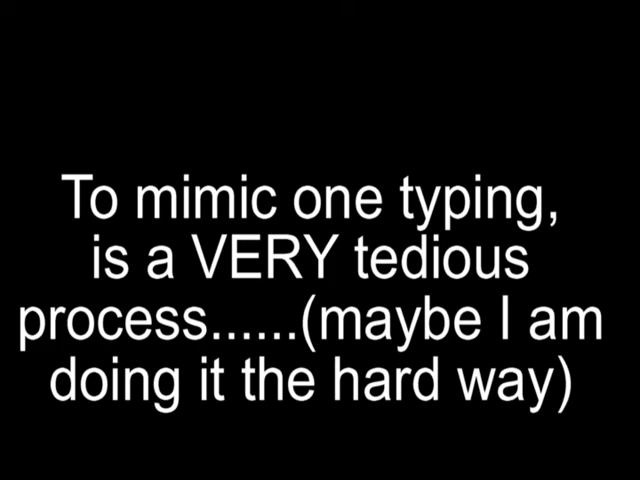 To mimic one typing,
is a VERY tedious
process......(maybe I am
doing it the hard way)